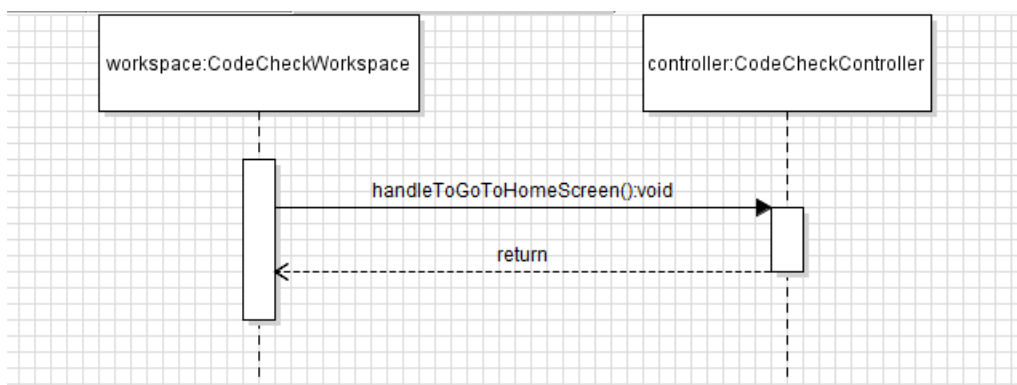 workspace:CodeCheckWorkspace
controller:CodeCheckController
handleToGoToHomeScreen():void
return